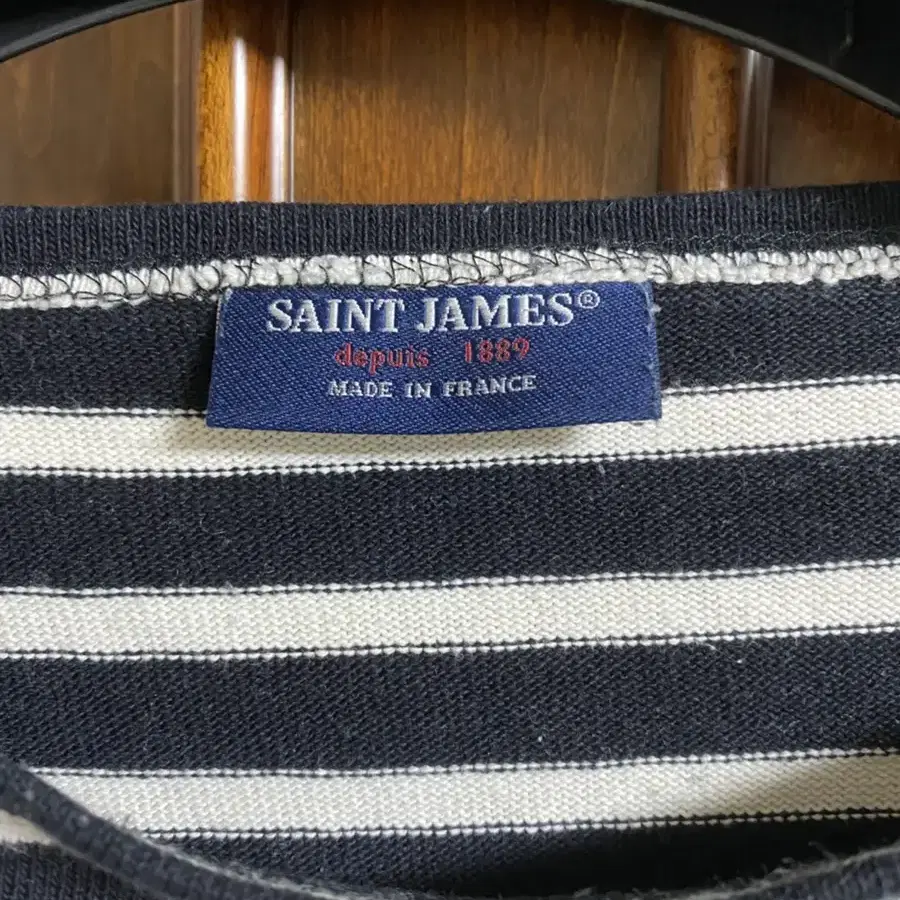 SAINT JAMES®
depuis 1889
MADE IN FRANCE